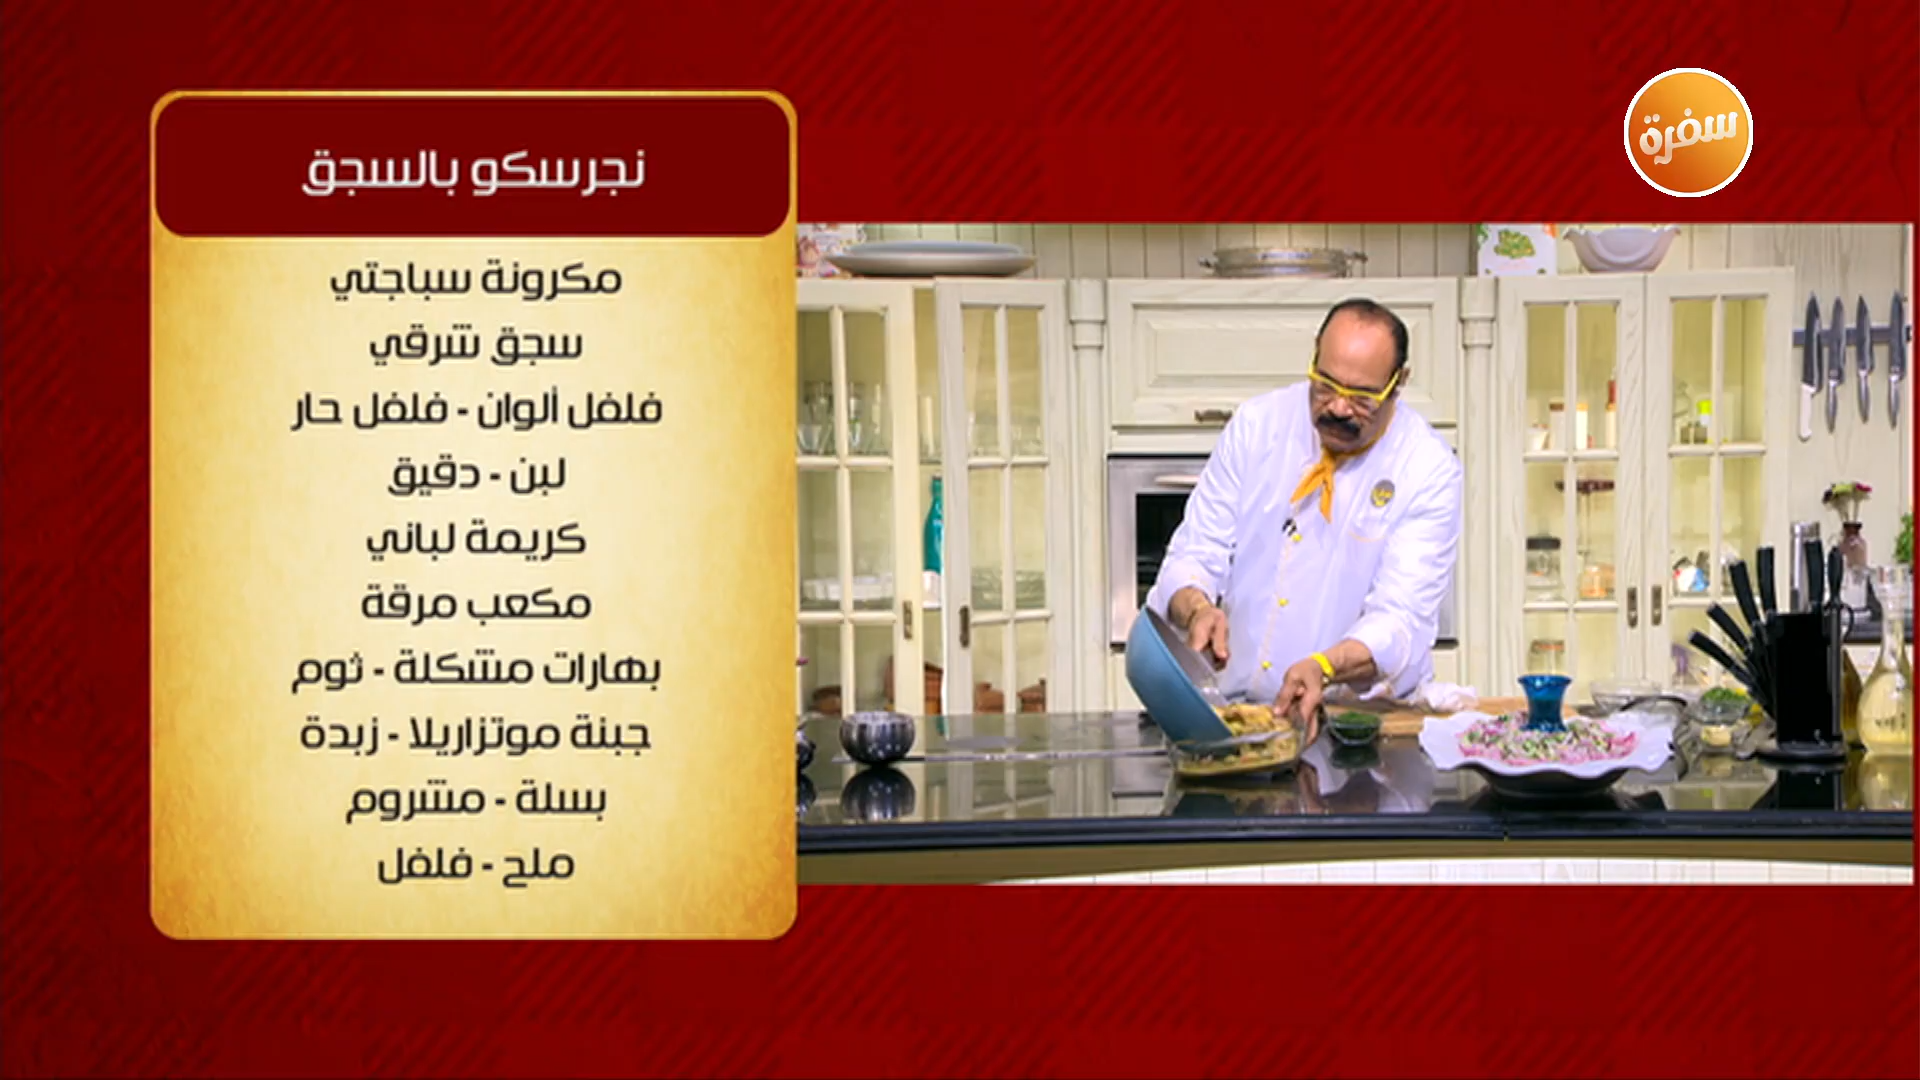 سفرة
نجرسكو بالسجق
مكرونة سباجتي
سجق شرقي
فلفل ألوان - فلفل حار
لبن - دقيق
كريمة لباني
مكعب مرقة
بهارات مشكلة - ثوم
جبنة موتزاريلا - زبدة
بسلة - مشروم
ملح - فلفل